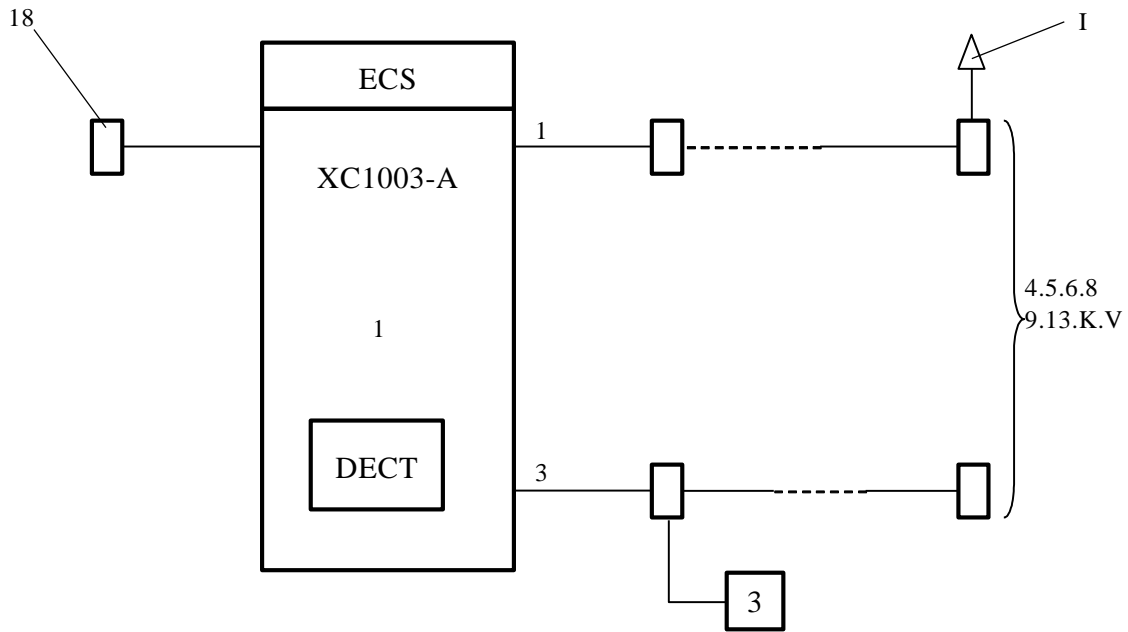 18
I
ECS
1
XC1003-A
4.5.6.8
9.13.K.V
1
DECT
3
3